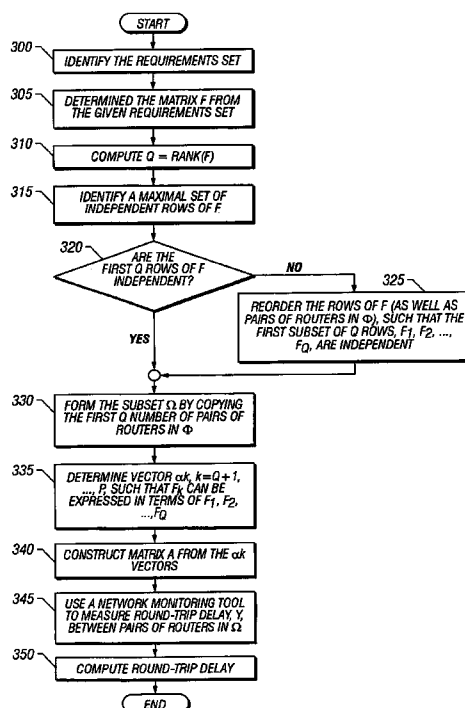 START
300
IDENTIFY THE REQUIREMENTS SET
305
DETERMINED THE MATRIX F FROM
THE GIVEN REQUIREMENTS SET
310
COMPUTE Q = RANK(F)
315
IDENTIFY A MAXIMAL SET OF
INDEPENDENT ROWS OF F
320
ARE THE
FIRST Q ROWS OF F
INDEPENDENT?
NO
325
REORDER THE ROWS OF F (AS WELL AS
PAIRS OF ROUTERS IN Φ), SUCH THAT THE
FIRST SUBSET OF Q ROWS, F1, F2, ...,
FQ, ARE INDEPENDENT
YES
330
FORM THE SUBSET Ω BY COPYING
THE FIRST Q NUMBER OF PAIRS OF
ROUTERS IN Φ
335
DETERMINE VECTOR αk, k=Q+1,
..., P, SUCH THAT Fk CAN BE
EXPRESSED IN TERMS OF F1, F2,
...,FQ
340
CONSTRUCT MATRIX A FROM THE αk
VECTORS
345
USE A NETWORK MONITORING TOOL
TO MEASURE ROUND-TRIP DELAY, Y,
BETWEEN PAIRS OF ROUTERS IN Ω
350
COMPUTE ROUND-TRIP DELAY
END